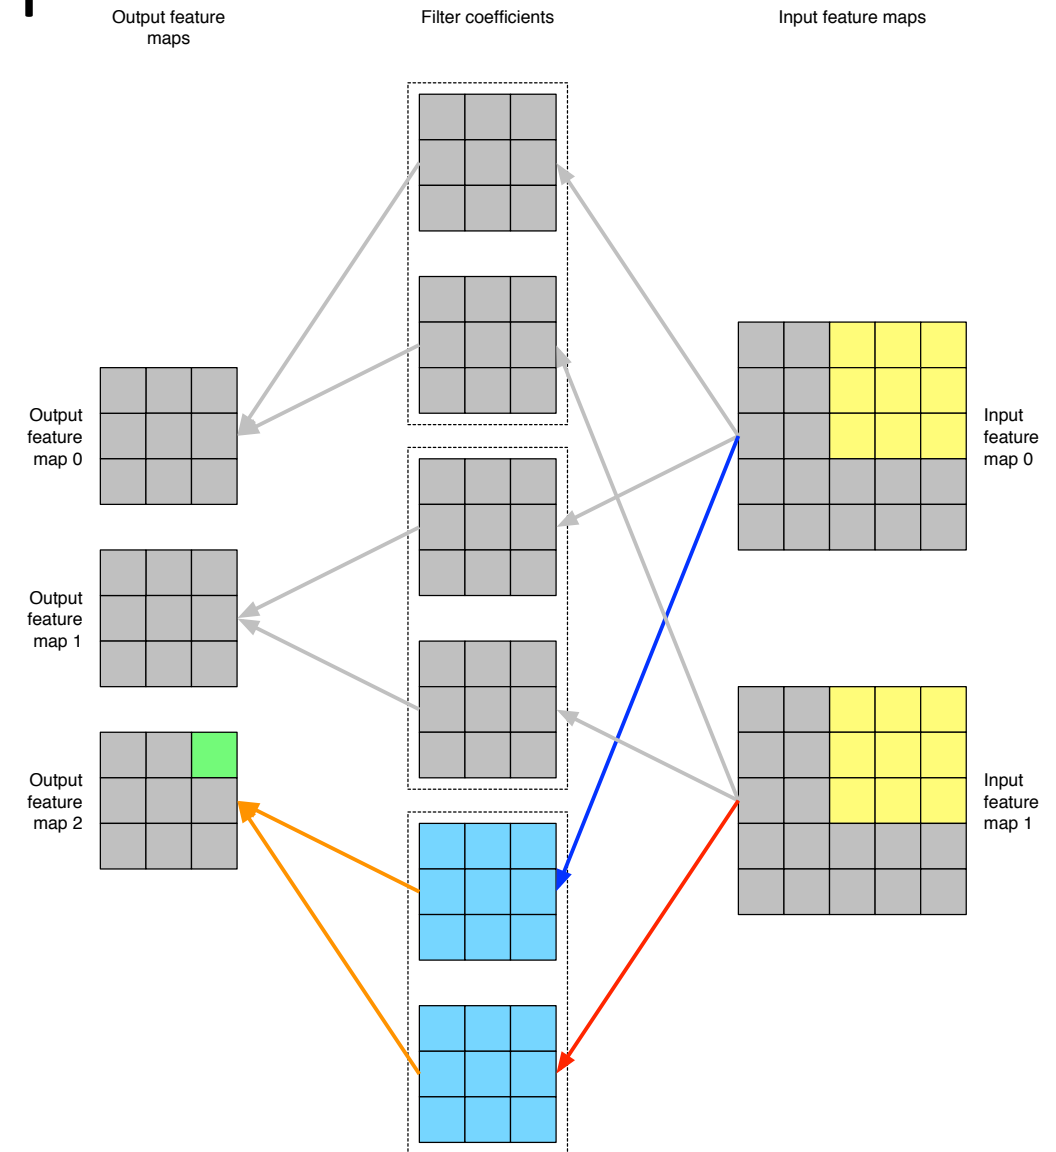 Output feature
maps
Filter coefficients
Input feature maps
Output
feature
map 0
Input
feature
map 0
Output
feature
map 1
Output
feature
map 2
Input
feature
map 1